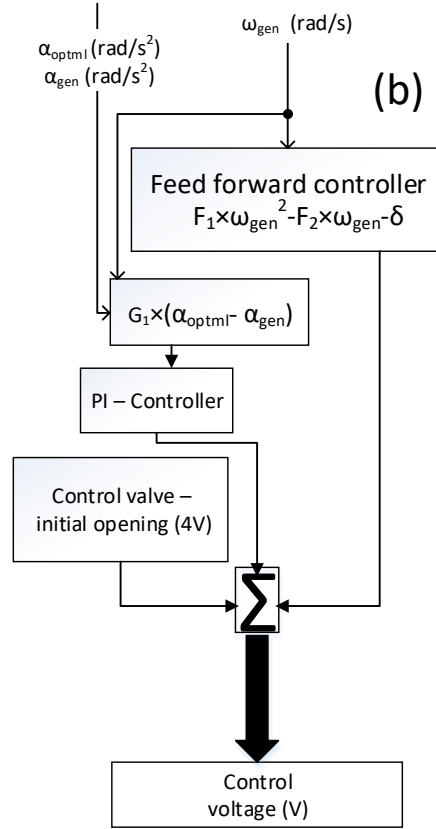 α_optml (rad/s²)
α_gen (rad/s²)
ω_gen (rad/s)
(b)
Feed forward controller
F₁×ω_gen²-F₂×ω_gen-δ
G₁×(α_optml- α_gen)
PI – Controller
Control valve –
initial opening (4V)
Σ
Control
voltage (V)